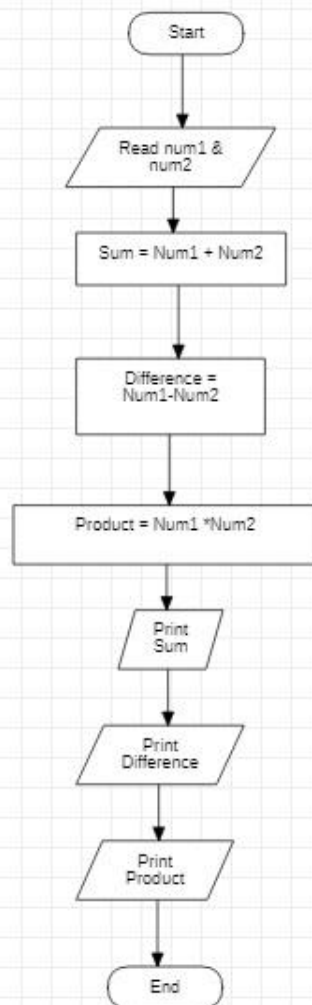 Start
Read num1 &
num2
Sum = Num1 + Num2
Difference =
Num1-Num2
Product = Num1 *Num2
Print
Sum
Print
Difference
Print
Product
End